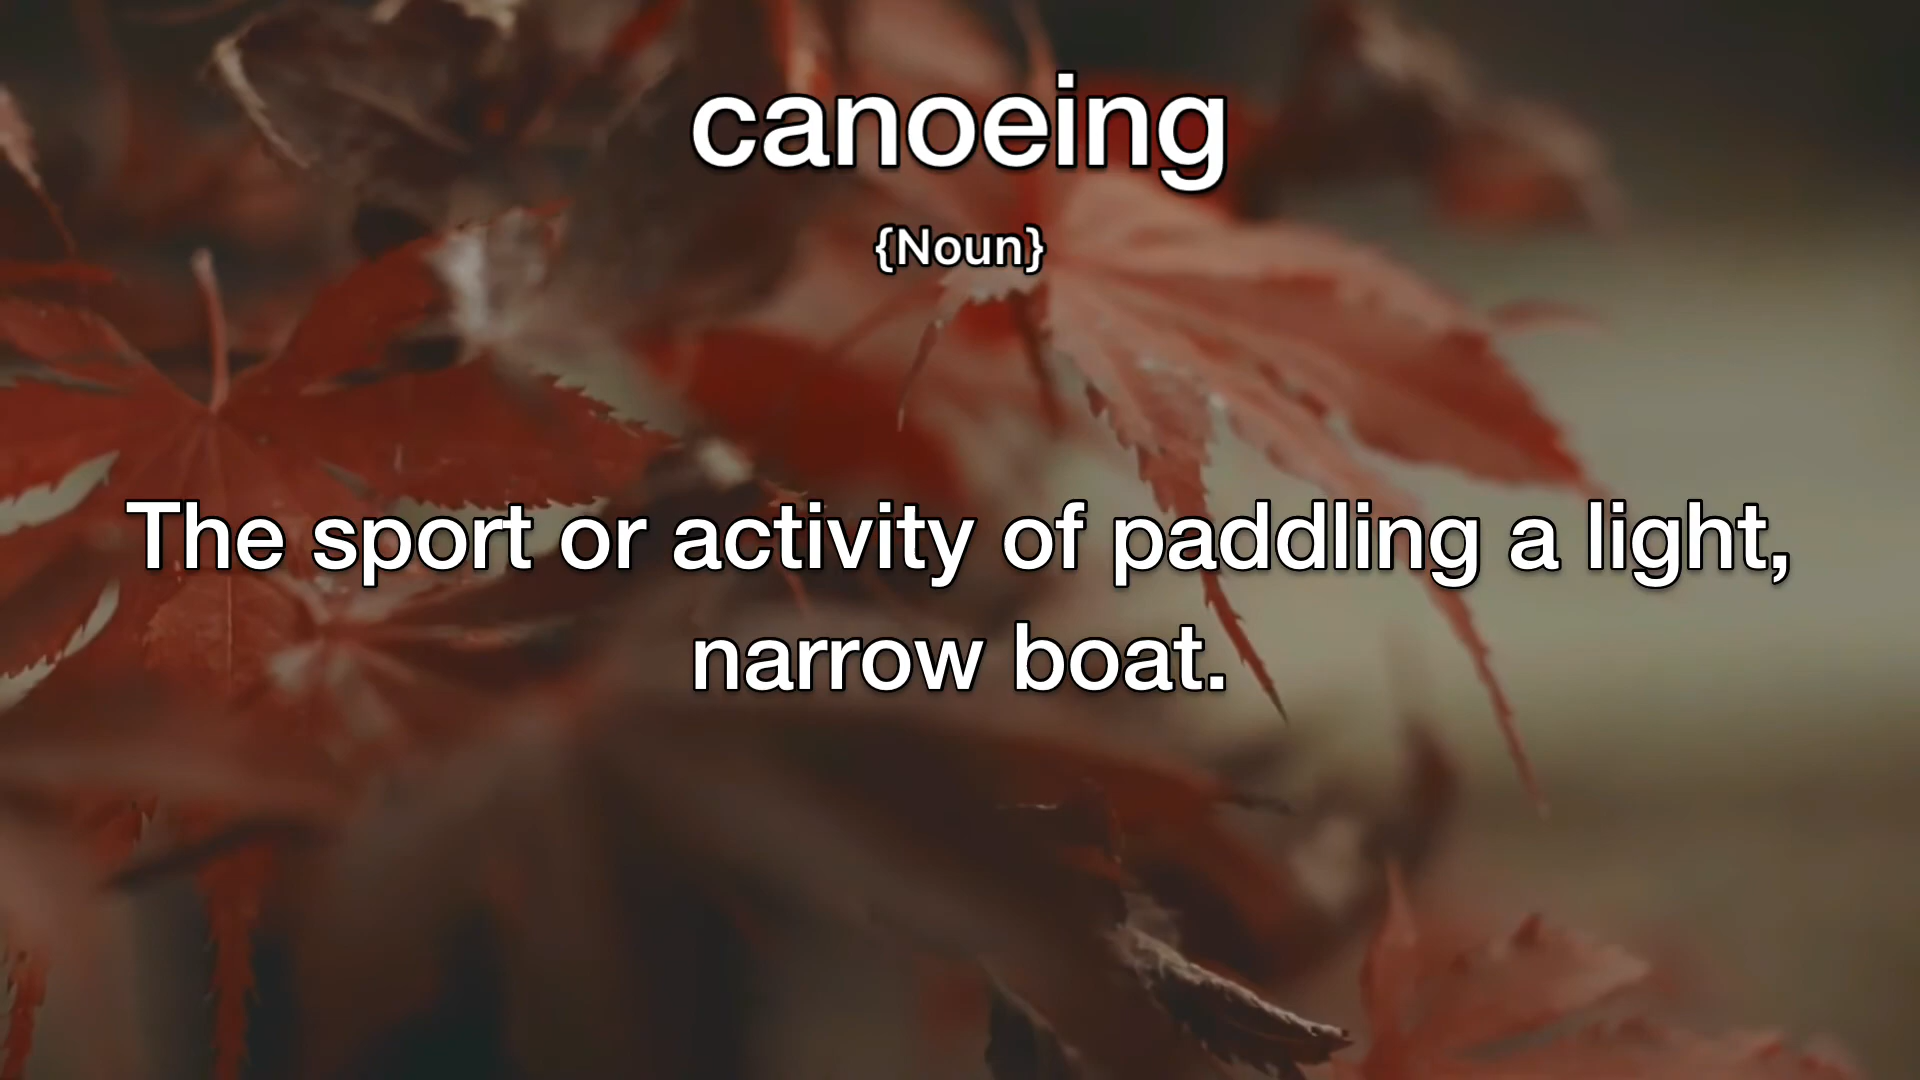 canoeing
{Noun}
The sport or activity of paddling a light,
narrow boat.